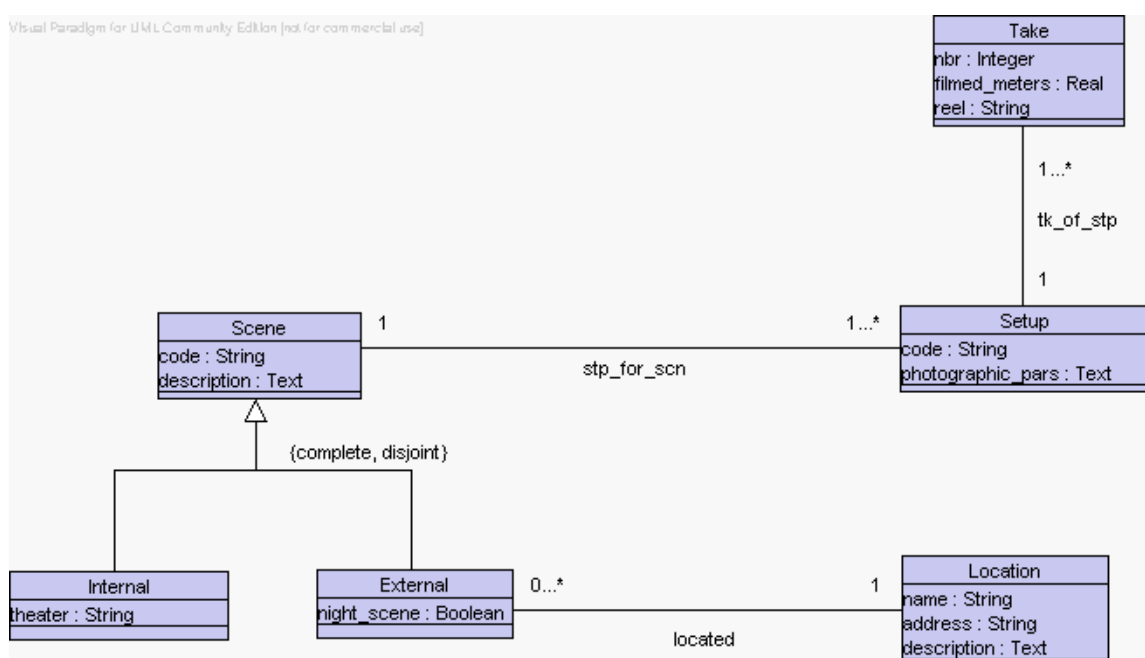 Visual Paradigm for UML Community Edition [not for commercial use]
Take
nbr : Integer
filmed_meters : Real
reel : String
1...*
tk_of_stp
1
Scene
code : String
description : Text
1
1...*
stp_for_scn
Setup
code : String
photographic_pars : Text
{complete, disjoint}
Internal
theater : String
External
night_scene : Boolean
0...*
1
located
Location
name : String
address : String
description : Text